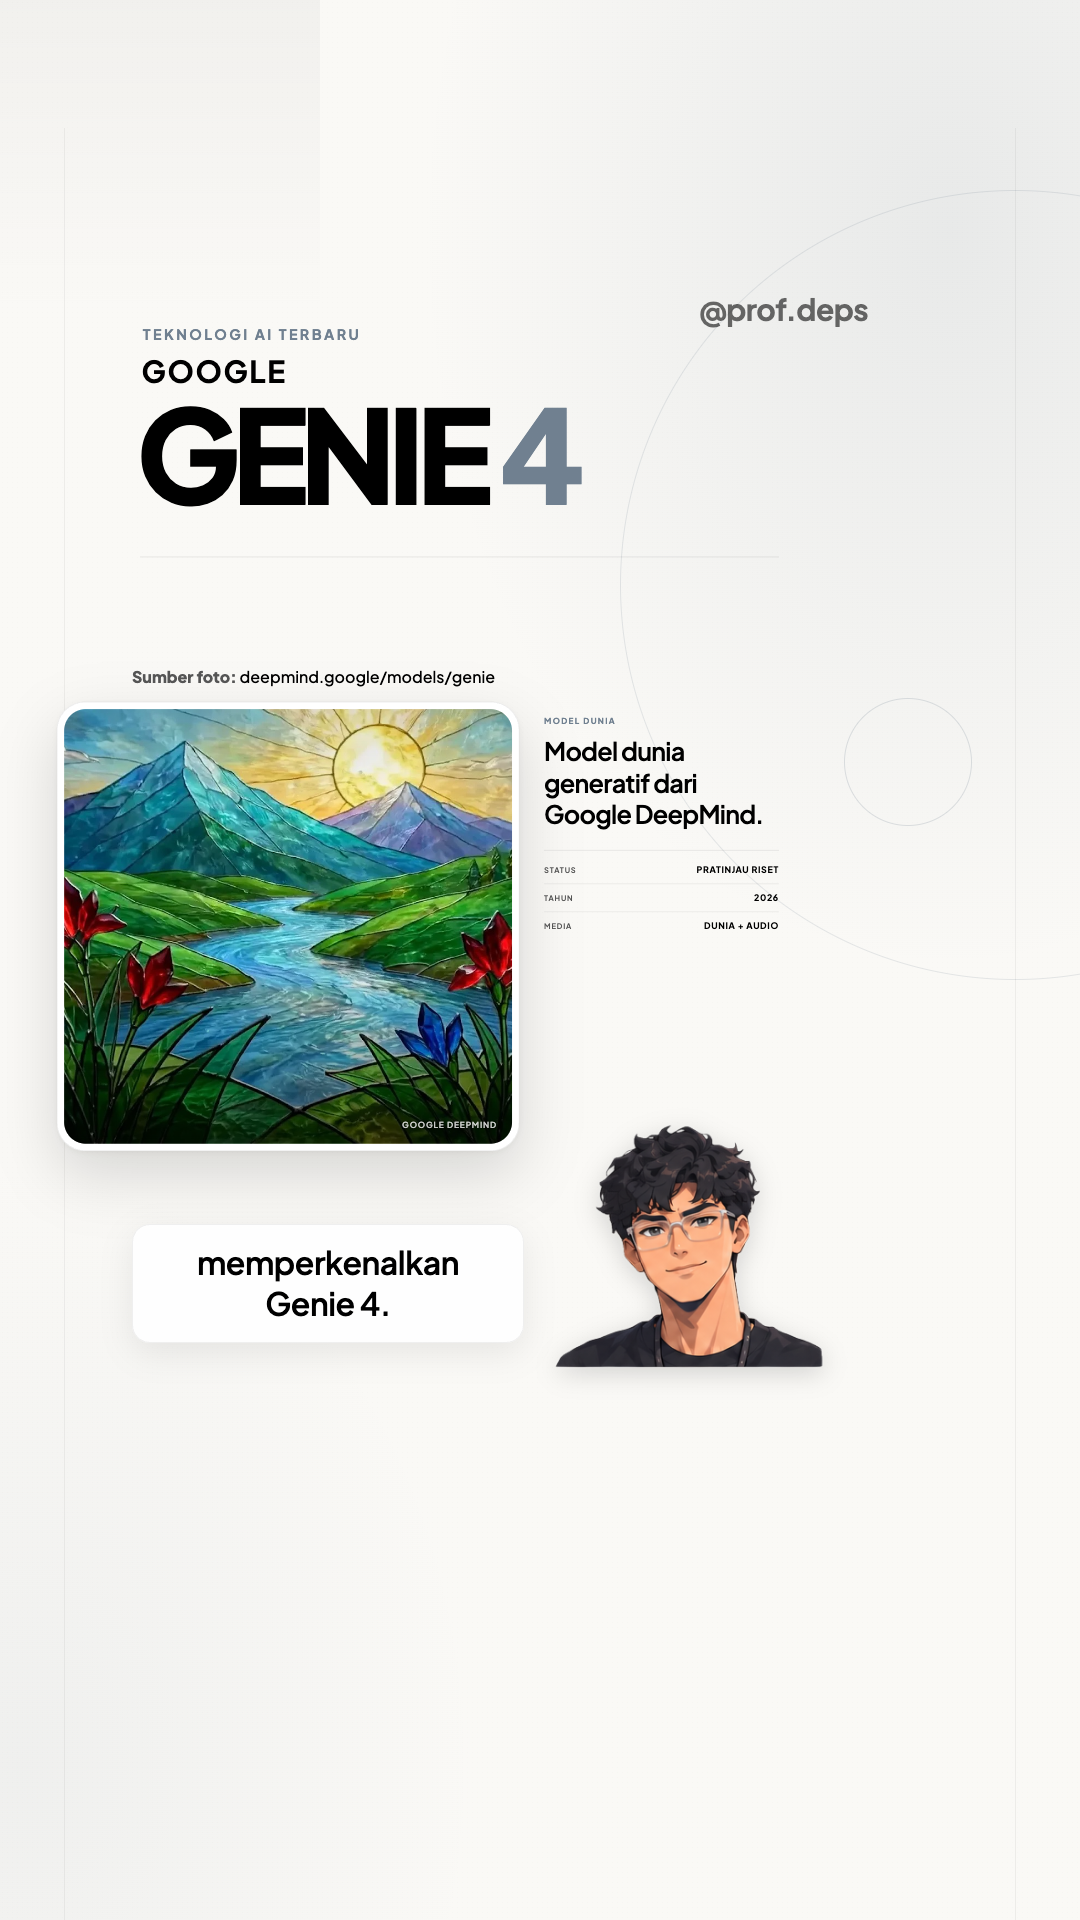 @prof.deps
TEKNOLOGI AI TERBARU
GOOGLE
GENIE 4
Sumber foto: deepmind.google/models/genie
GOOGLE DEEPMIND
MODEL DUNIA
Model dunia
generatif dari
Google DeepMind.
STATUS PRATINJAU RISET
TAHUN 2026
MEDIA DUNIA + AUDIO
memperkenalkan
Genie 4.